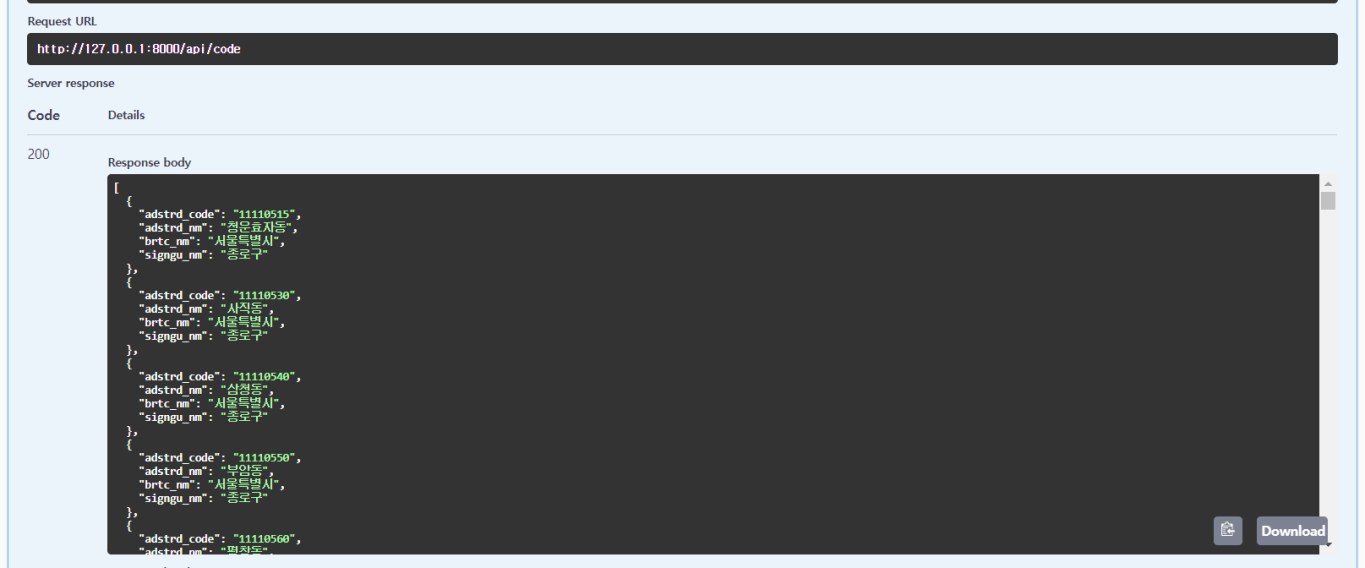 Request URL
http://127.0.0.1:8000/api/code
Server response
Code Details
200
Response body
[
{
"adstrd_code": "11110515",
"adstrd_nm": "청운효자동",
"brtc_nm": "서울특별시",
"signgu_nm": "종로구"
},
{
"adstrd_code": "11110530",
"adstrd_nm": "사직동",
"brtc_nm": "서울특별시",
"signgu_nm": "종로구"
},
{
"adstrd_code": "11110540",
"adstrd_nm": "삼청동",
"brtc_nm": "서울특별시",
"signgu_nm": "종로구"
},
{
"adstrd_code": "11110550",
"adstrd_nm": "부암동",
"brtc_nm": "서울특별시",
"signgu_nm": "종로구"
},
{
"adstrd_code": "11110560",
"adstrd_nm": "평창동",
Download